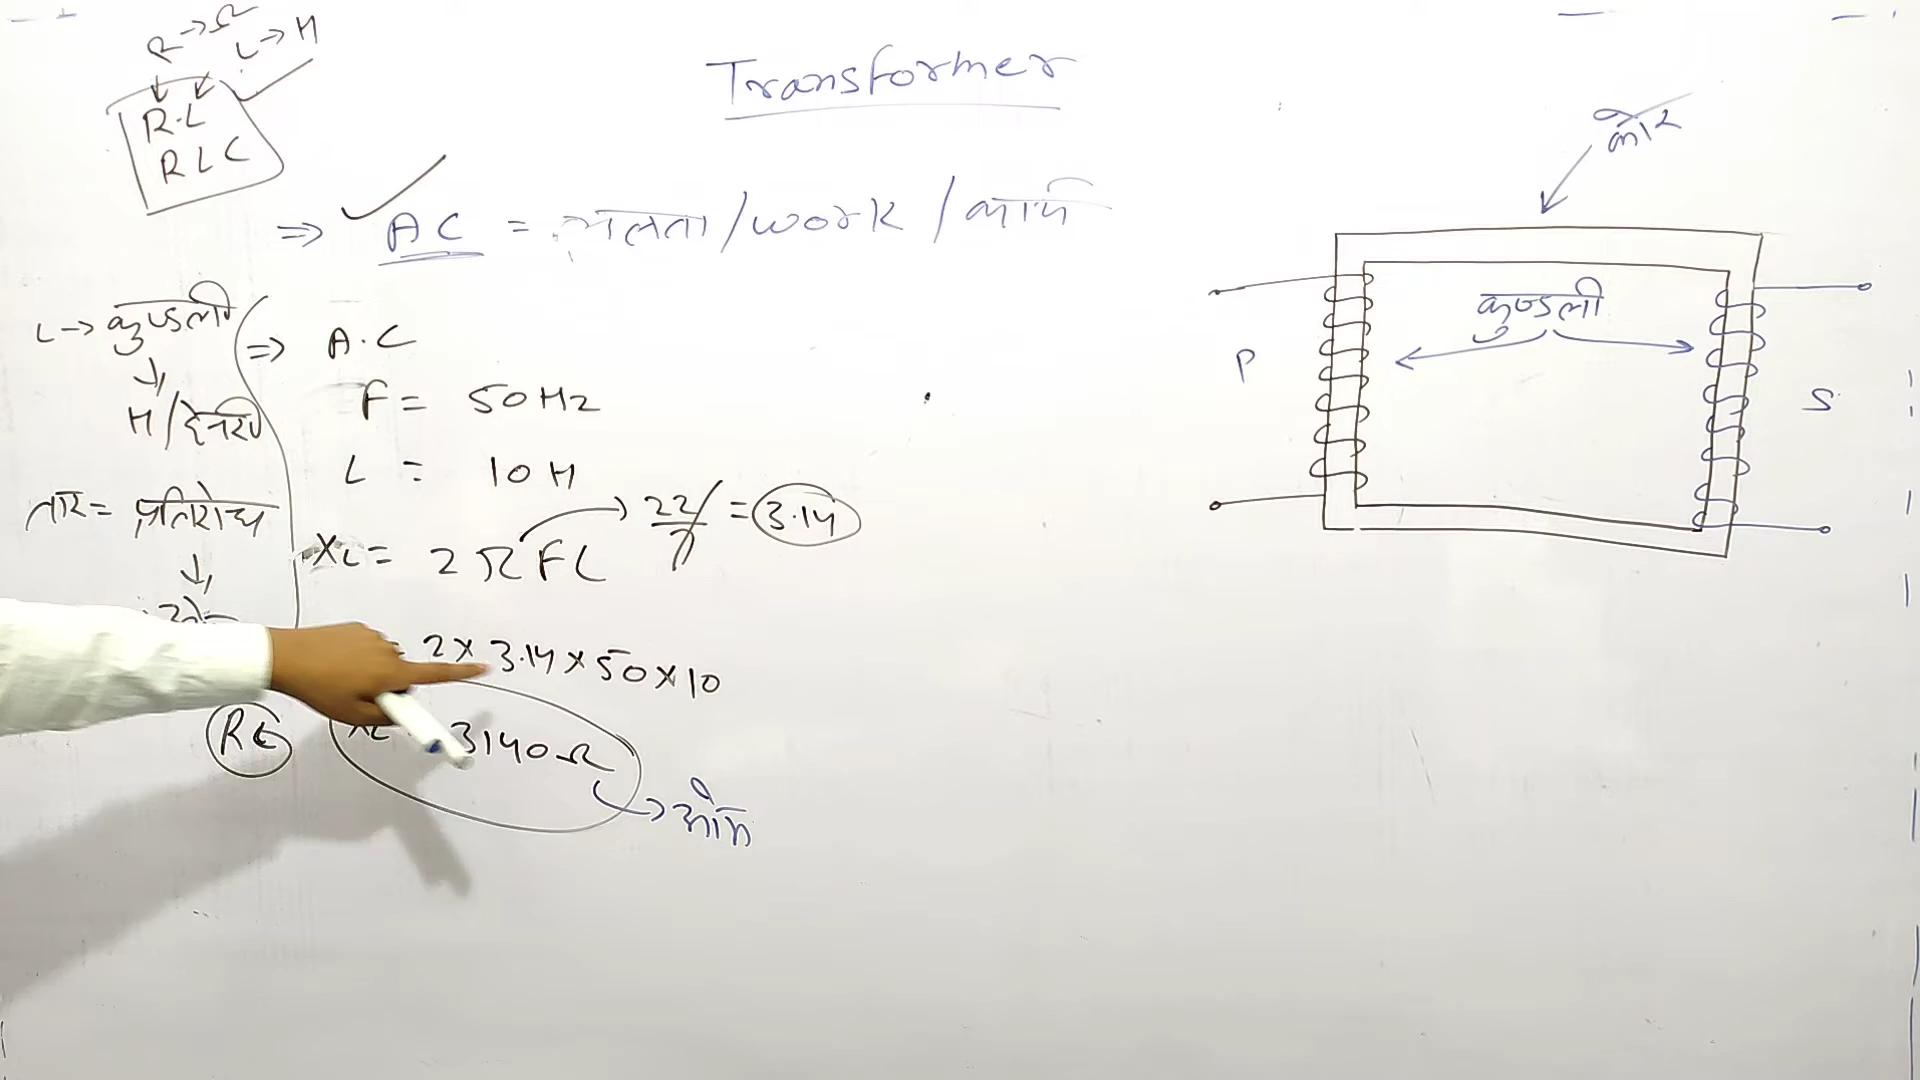 R→Ω
L→H
R.L
RLC
Transformer
⇒ AC = चलता/work/कार्य
L→ कुण्डली
↓
H/हेनरी
तार = प्रतिरोध
↓
⇒ A.C
F = 50Hz
L = 10H
XL = 2πFL → 22/7 = 3.14
= 2×3.14×50×10
3140Ω
→ ओम
कोर
कुण्डली
P
S